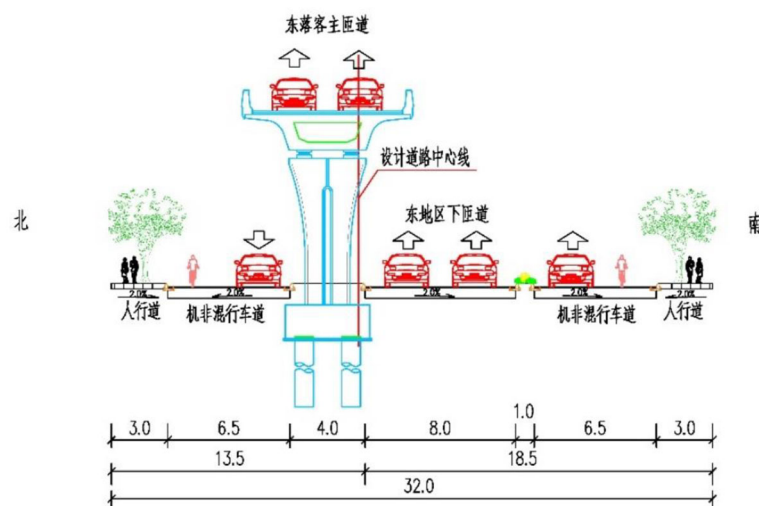 东落客主匝道
设计道路中心线
北
东地区下匝道
南
2.0%
2.0%
2.0%
2.0%
2.0%
人行道
机非混行车道
机非混行车道
人行道
1.0
3.0
6.5
4.0
8.0
6.5
3.0
13.5
18.5
32.0